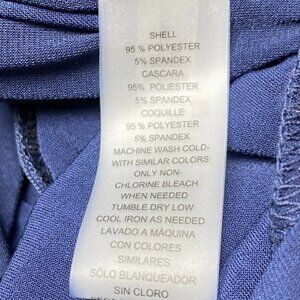 SHELL
95 % POLYESTER
5% SPANDEX
CASCARA
95% POLIESTER
5 % SPANDEX
COQUILLE
95 % POLYESTER
5% SPANDEX
MACHINE WASH COLD-
WITH SIMILAR COLORS
ONLY NON-
CHLORINE BLEACH
WHEN NEEDED
TUMBLE DRY LOW
COOL IRON AS NEEDED
LAVADO A MÁQUINA
CON COLORES
SIMILARES
SÓLO BLANQUEADOR
SIN CLORO